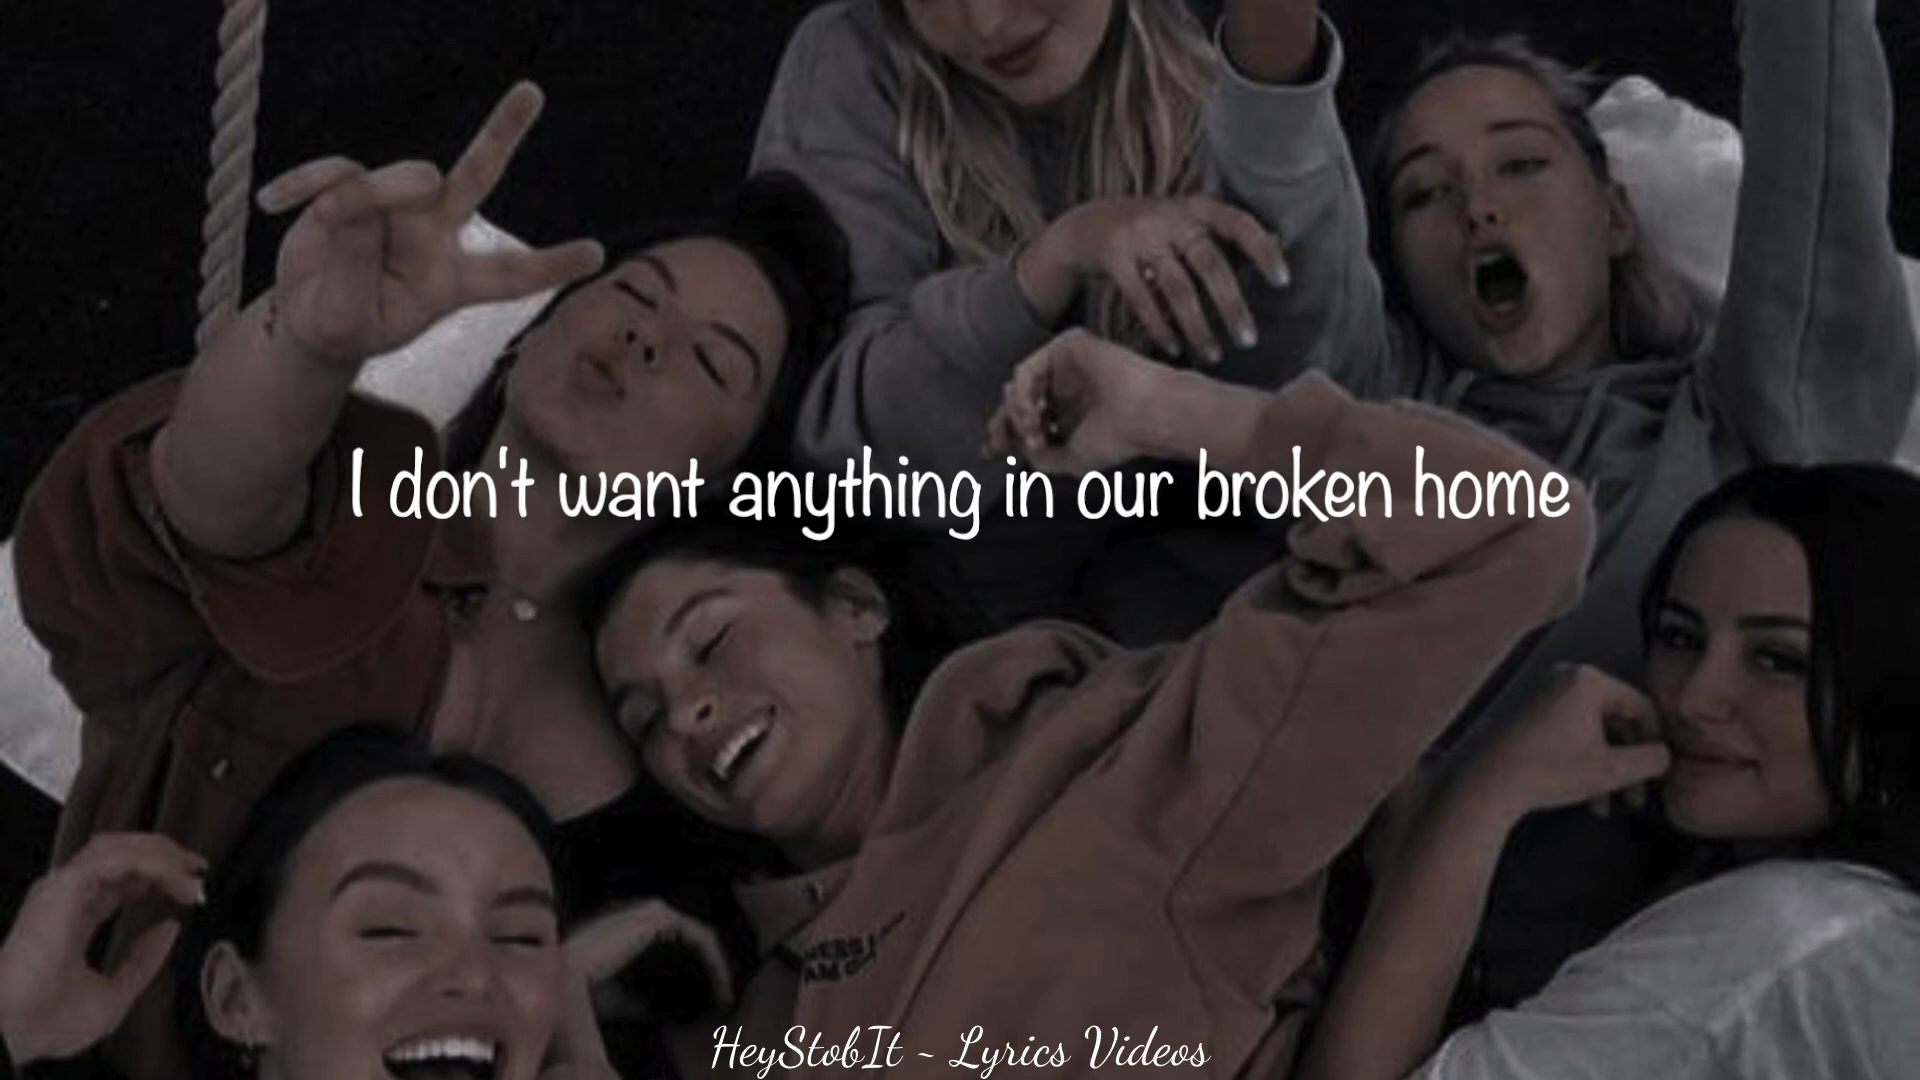 I don't want anything in our broken home
HeyStobIt - Lyrics Videos